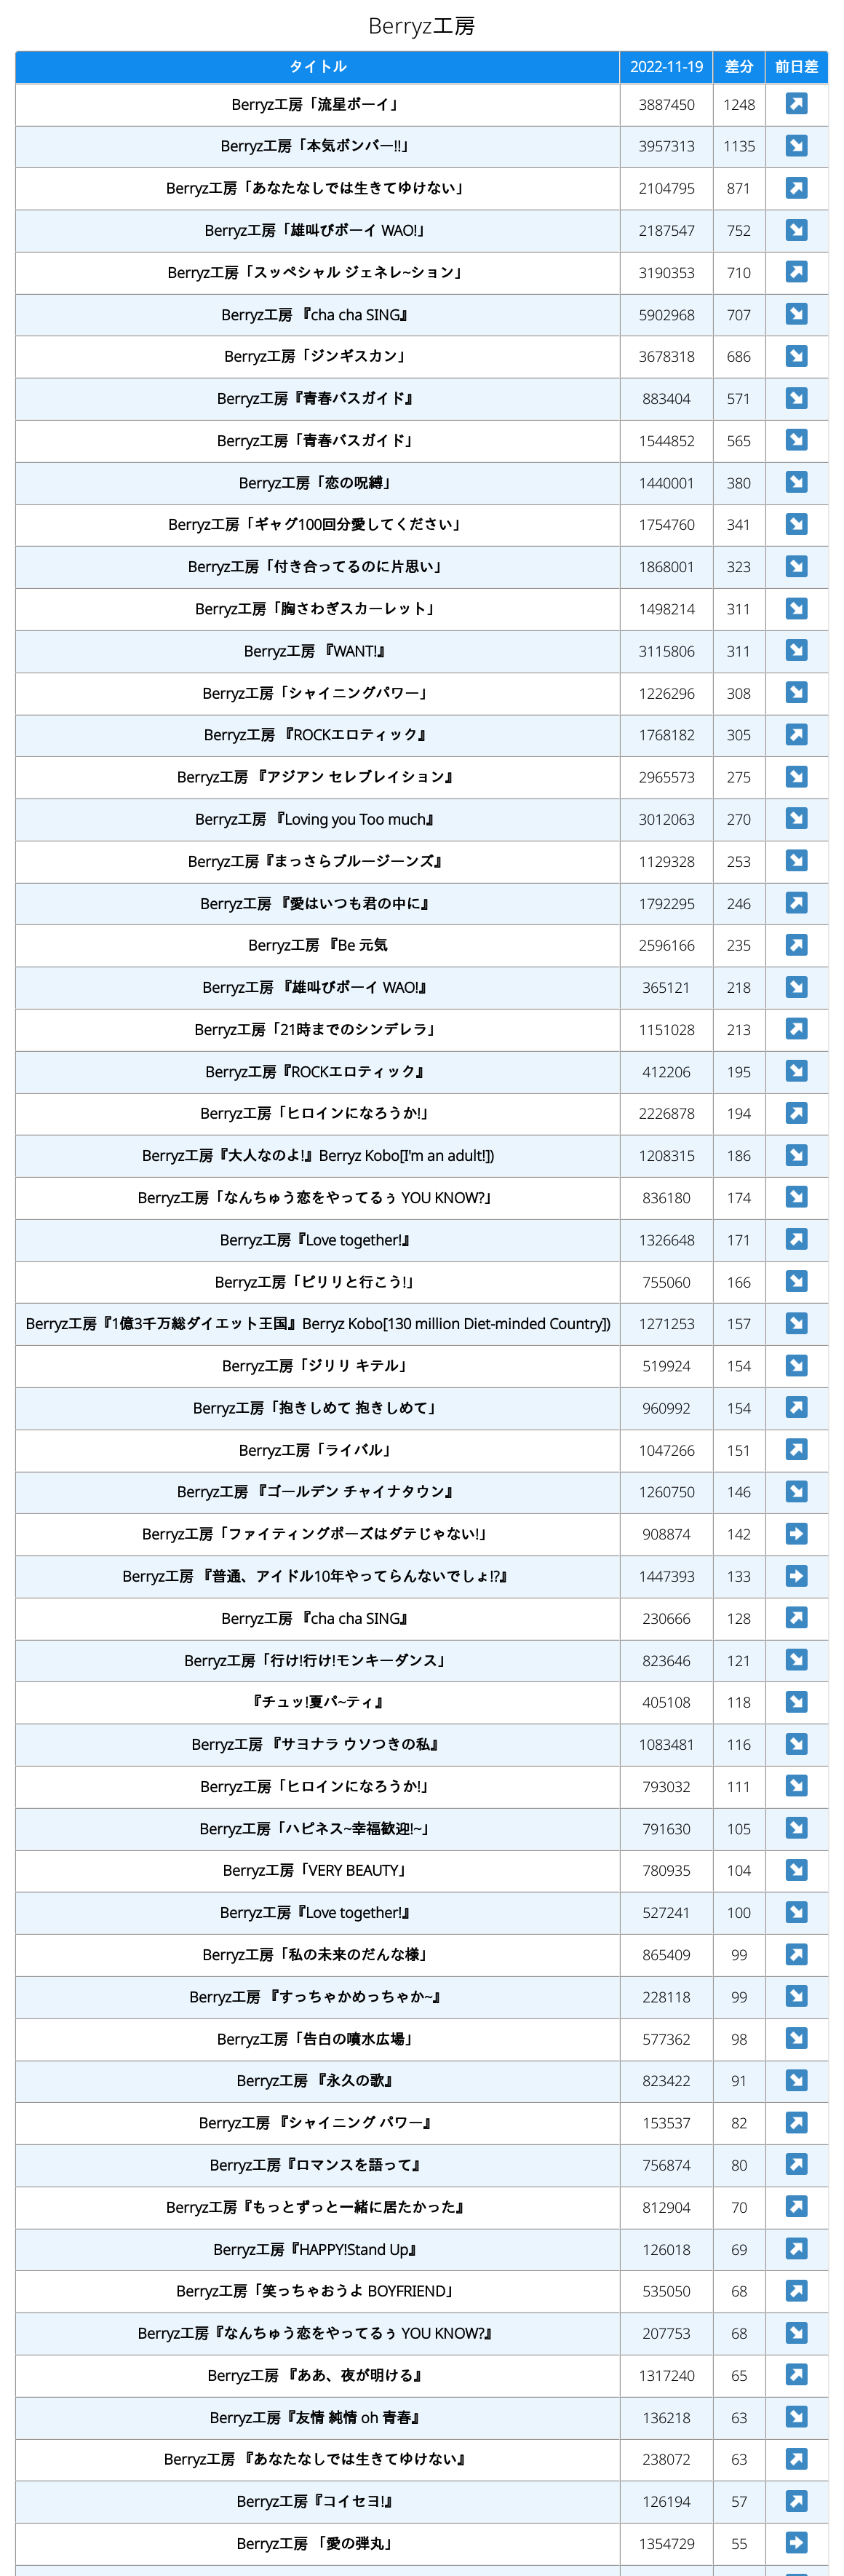 Berryz工房
タイトル 2022-11-19 差分 前日差
Berryz工房「流星ボーイ」 3887450 1248 ↗
Berryz工房「本気ボンバー!!」 3957313 1135 ↘
Berryz工房「あなたなしでは生きてゆけない」 2104795 871 ↗
Berryz工房「雄叫びボーイ WAO!」 2187547 752 ↘
Berryz工房「スッペシャル ジェネレ~ション」 3190353 710 ↗
Berryz工房 『cha cha SING』 5902968 707 ↘
Berryz工房「ジンギスカン」 3678318 686 ↘
Berryz工房『青春バスガイド』 883404 571 ↘
Berryz工房「青春バスガイド」 1544852 565 ↘
Berryz工房「恋の呪縛」 1440001 380 ↘
Berryz工房「ギャグ100回分愛してください」 1754760 341 ↘
Berryz工房「付き合ってるのに片思い」 1868001 323 ↘
Berryz工房「胸さわぎスカーレット」 1498214 311 ↘
Berryz工房 『WANT!』 3115806 311 ↘
Berryz工房「シャイニングパワー」 1226296 308 ↘
Berryz工房 『ROCKエロティック』 1768182 305 ↗
Berryz工房 『アジアン セレブレイション』 2965573 275 ↘
Berryz工房 『Loving you Too much』 3012063 270 ↘
Berryz工房『まっさらブルージーンズ』 1129328 253 ↘
Berryz工房 『愛はいつも君の中に』 1792295 246 ↗
Berryz工房 『Be 元気 2596166 235 ↗
Berryz工房 『雄叫びボーイ WAO!』 365121 218 ↘
Berryz工房「21時までのシンデレラ」 1151028 213 ↗
Berryz工房『ROCKエロティック』 412206 195 ↘
Berryz工房「ヒロインになろうか!」 2226878 194 ↗
Berryz工房『大人なのよ!』Berryz Kobo[I'm an adult!]) 1208315 186 ↘
Berryz工房「なんちゅう恋をやってるぅ YOU KNOW?」 836180 174 ↘
Berryz工房『Love together!』 1326648 171 ↗
Berryz工房「ピリリと行こう!」 755060 166 ↘
Berryz工房『1億3千万総ダイエット王国』Berryz Kobo[130 million Diet-minded Country]) 1271253 157 ↘
Berryz工房「ジリリ キテル」 519924 154 ↘
Berryz工房「抱きしめて 抱きしめて」 960992 154 ↗
Berryz工房「ライバル」 1047266 151 ↗
Berryz工房 『ゴールデン チャイナタウン』 1260750 146 ↘
Berryz工房「ファイティングポーズはダテじゃない!」 908874 142 →
Berryz工房 『普通、アイドル10年やってらんないでしょ!?』 1447393 133 →
Berryz工房 『cha cha SING』 230666 128 ↗
Berryz工房「行け!行け!モンキーダンス」 823646 121 ↘
『チュッ!夏パ~ティ』 405108 118 ↘
Berryz工房 『サヨナラ ウソつきの私』 1083481 116 ↘
Berryz工房「ヒロインになろうか!」 793032 111 ↘
Berryz工房「ハピネス~幸福歓迎!~」 791630 105 ↘
Berryz工房「VERY BEAUTY」 780935 104 ↘
Berryz工房『Love together!』 527241 100 ↘
Berryz工房「私の未来のだんな様」 865409 99 ↗
Berryz工房 『すっちゃかめっちゃか~』 228118 99 ↘
Berryz工房「告白の噴水広場」 577362 98 ↘
Berryz工房 『永久の歌』 823422 91 ↘
Berryz工房 『シャイニング パワー』 153537 82 ↗
Berryz工房『ロマンスを語って』 756874 80 ↗
Berryz工房『もっとずっと一緒に居たかった』 812904 70 ↗
Berryz工房『HAPPY!Stand Up』 126018 69 ↗
Berryz工房「笑っちゃおうよ BOYFRIEND」 535050 68 ↗
Berryz工房『なんちゅう恋をやってるぅ YOU KNOW?』 207753 68 ↘
Berryz工房 『ああ、夜が明ける』 1317240 65 ↗
Berryz工房『友情 純情 oh 青春』 136218 63 ↘
Berryz工房 『あなたなしでは生きてゆけない』 238072 63 ↗
Berryz工房『コイセヨ!』 126194 57 ↗
Berryz工房 「愛の弾丸」 1354729 55 →